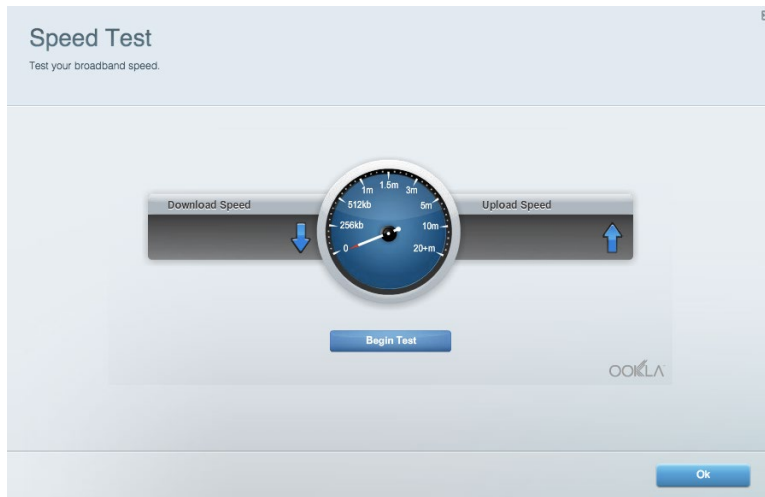 Speed Test
Test your broadband speed.
Download Speed
1m 1.5m 3m
512kb 5m
256kb 10m
0 20+m
Upload Speed
Begin Test
OOKLA
Ok